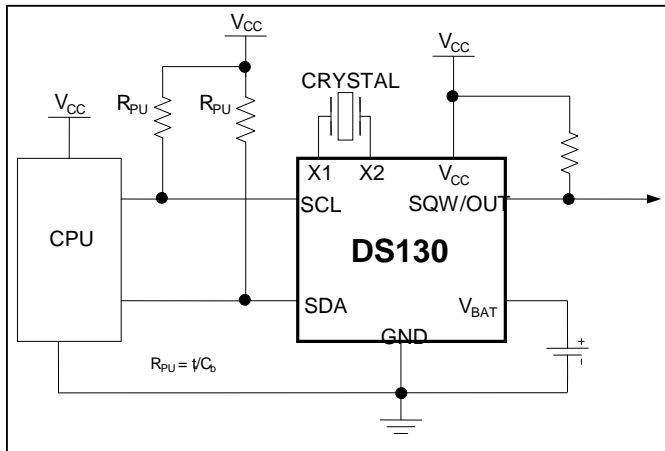 VCC
VCC
CRYSTAL
VCC
RPU
RPU
X1
X2
VCC
SCL
SQW/OUT
CPU
DS130
SDA
VBAT
GND
+
-
RPU = t/Cb